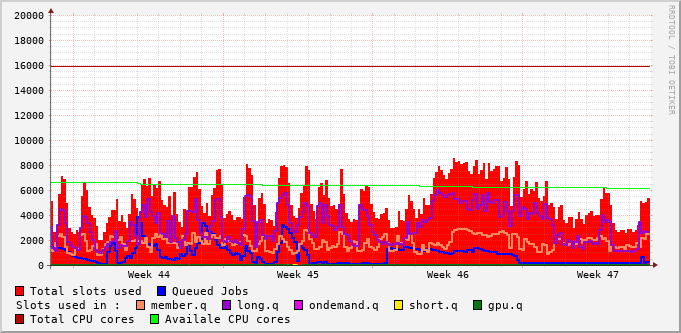 20000
18000
16000
14000
12000
10000
8000
6000
4000
2000
0
Week 44 Week 45 Week 46 Week 47
Total slots used Queued Jobs
Slots used in : member.q long.q ondemand.q short.q gpu.q
Total CPU cores Availale CPU cores
RRDTOOL / TOBI OETIKER